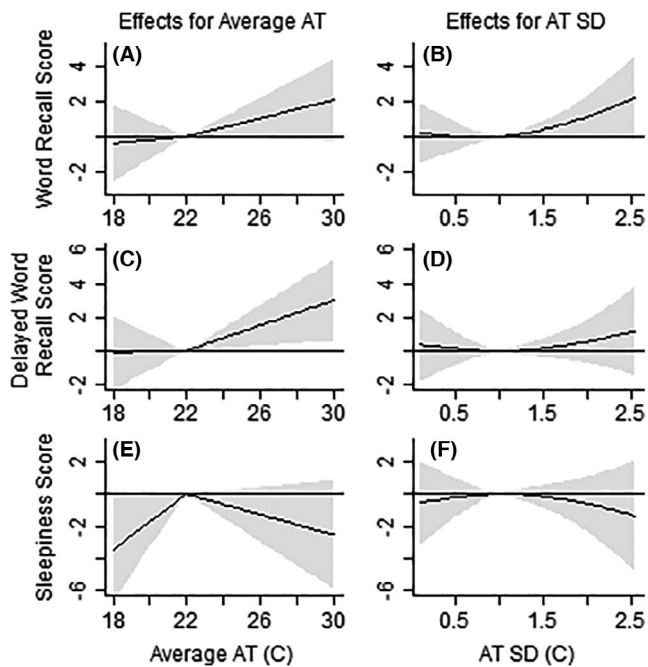 Effects for Average AT
Effects for AT SD
Word Recall Score
(A)
4
2
-2
18 22 26 30
(B)
4
2
-2
0.5 1.5 2.5
Delayed Word
Recall Score
(C)
6
4
2
-2
18 22 26 30
(D)
6
4
2
-2
0.5 1.5 2.5
Sleepiness Score
(E)
2
-2
-6
18 22 26 30
(F)
2
-2
-6
0.5 1.5 2.5
Average AT (C)
AT SD (C)